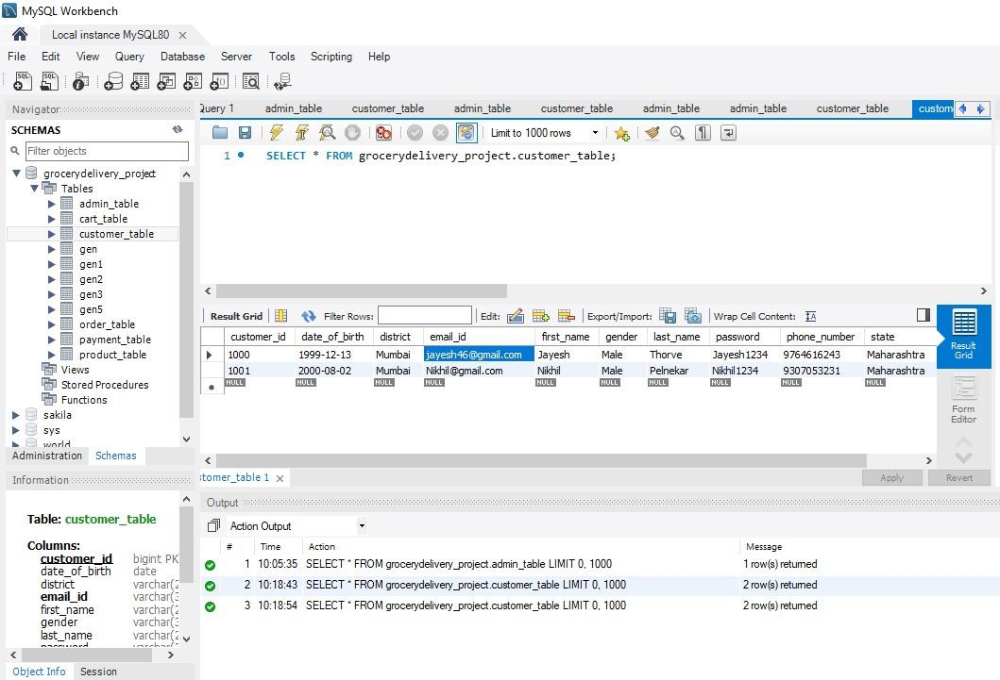 MySQL Workbench
Local instance MySQL80
File Edit View Query Database Server Tools Scripting Help
Navigator
SCHEMAS
Filter objects
grocerydelivery_project
Tables
admin_table
cart_table
customer_table
gen
gen1
gen2
gen3
gen5
order_table
payment_table
product_table
Views
Stored Procedures
Functions
sakila
sys
world
Administration Schemas
Information
Table: customer_table
Columns:
customer_id bigint PK
date_of_birth date
district varchar(2
email_id varchar(3
first_name varchar(2
gender varchar(3
last_name varchar(2
password varchar(
Object Info Session
Query 1 admin_table customer_table admin_table customer_table admin_table admin_table customer_table custom
Limit to 1000 rows
1 SELECT * FROM grocerydelivery_project.customer_table;
Result Grid Filter Rows: Edit: Export/Import: Wrap Cell Content: IA
customer_id date_of_birth district email_id first_name gender last_name password phone_number state
1000 1999-12-13 Mumbai jayesh46@gmail.com Jayesh Male Thorve Jayesh1234 9764616243 Maharashtra
1001 2000-08-02 Mumbai Nikhil@gmail.com Nikhil Male Pelnekar Nikhil1234 9307053231 Maharashtra
NULL NULL NULL NULL NULL NULL NULL NULL NULL NULL
Result
Grid
Form
Editor
stomer_table 1
Apply Revert
Output
Action Output
# Time Action Message
1 10:05:35 SELECT * FROM grocerydelivery_project.admin_table LIMIT 0, 1000 1 row(s) returned
2 10:18:43 SELECT * FROM grocerydelivery_project.customer_table LIMIT 0, 1000 2 row(s) returned
3 10:18:54 SELECT * FROM grocerydelivery_project.customer_table LIMIT 0, 1000 2 row(s) returned